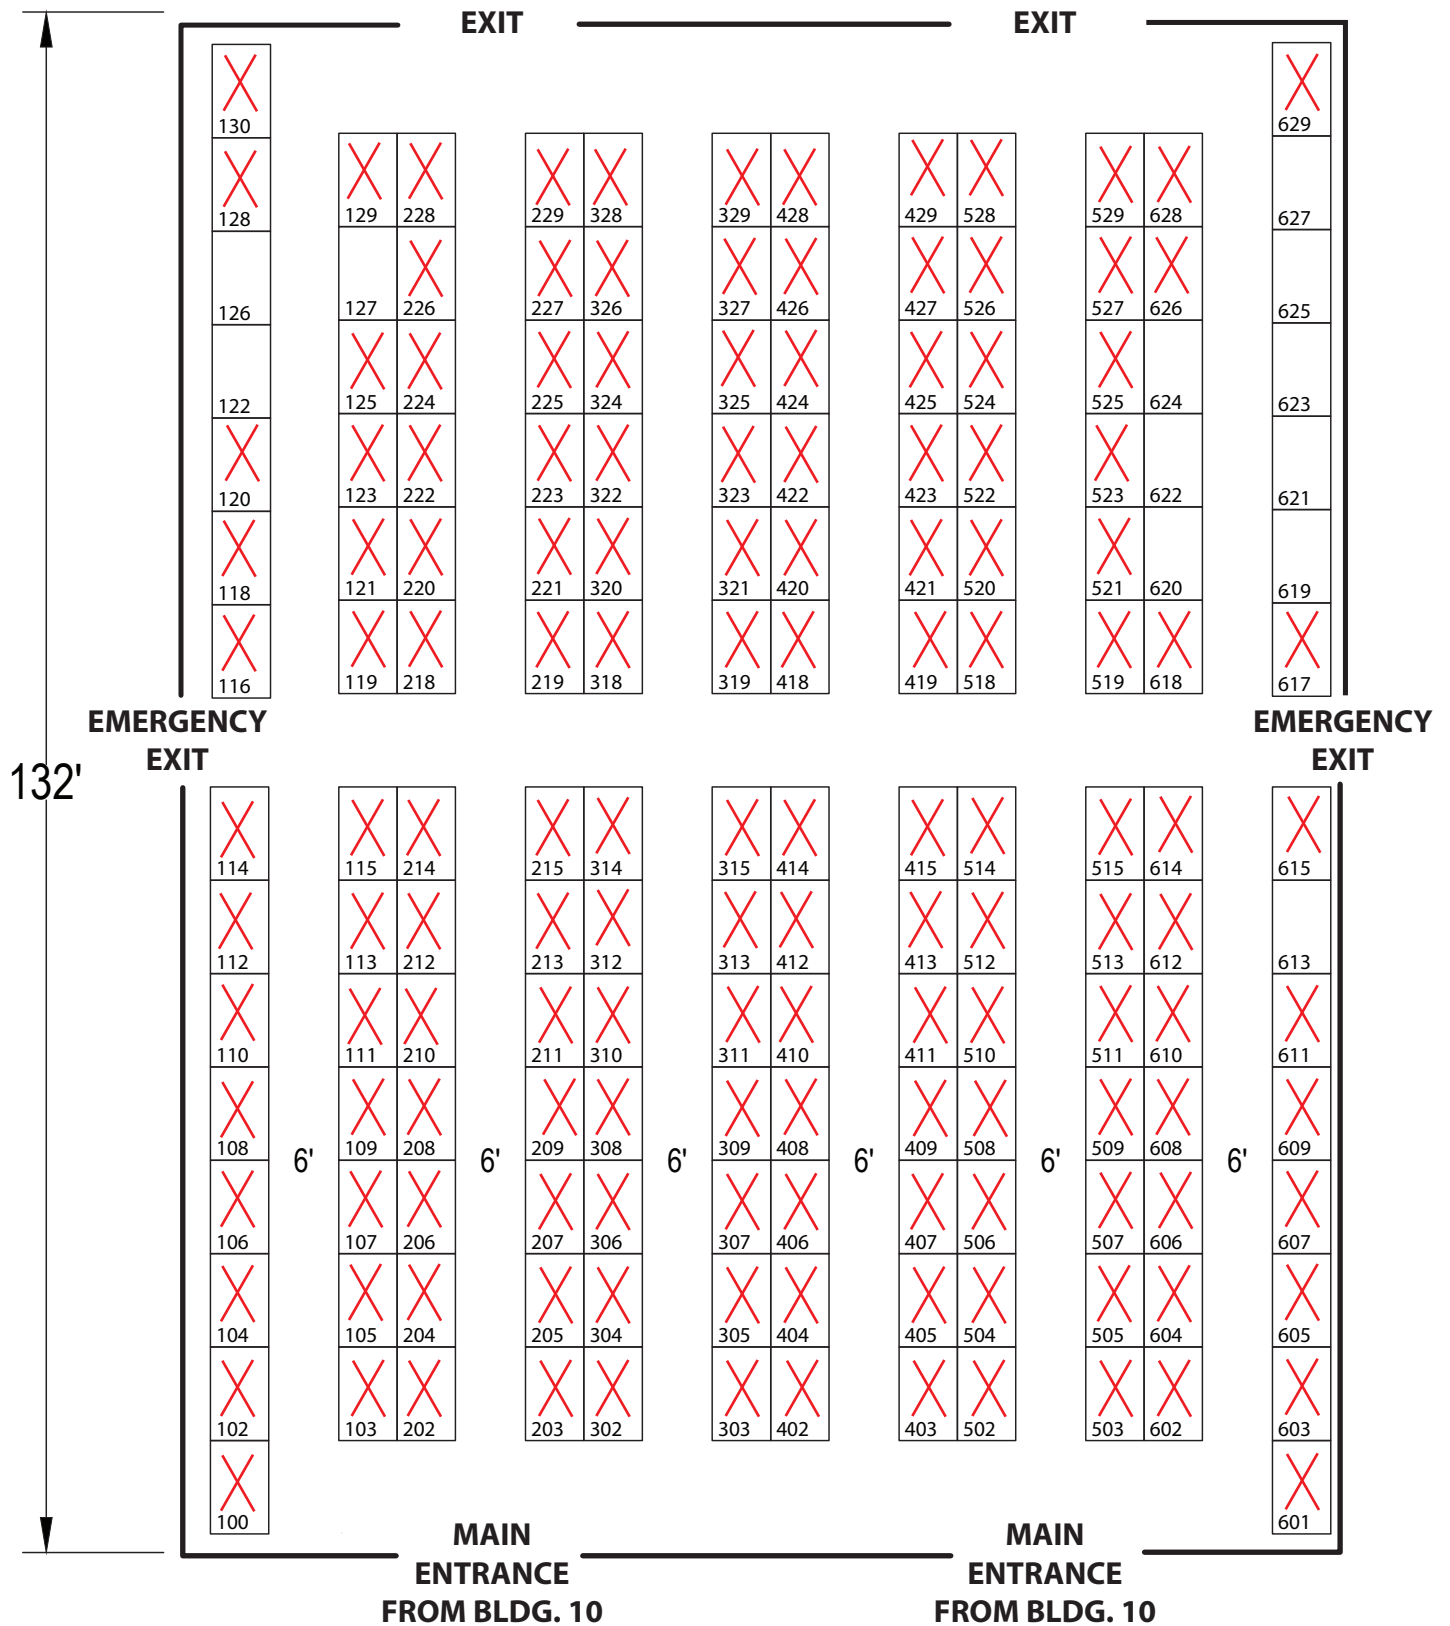 EXIT EXIT
130 629
129 228 229 328 329 428 429 528 529 628
128 627
127 226 227 326 327 426 427 526 527 626
126 625
125 224 225 324 325 424 425 524 525 624
122 623
123 222 223 322 323 422 423 522 523 622
120 621
121 220 221 320 321 420 421 520 521 620
118 619
119 218 219 318 319 418 419 518 519 618
116 617
EMERGENCY EMERGENCY
EXIT EXIT
132'
114 115 214 215 314 315 414 415 514 515 614 615
112 113 212 213 312 313 412 413 512 513 612 613
110 111 210 211 310 311 410 411 510 511 610 611
108 109 208 209 308 309 408 409 508 509 608 609
6' 6' 6' 6' 6' 6'
106 107 206 207 306 307 406 407 506 507 606 607
104 105 204 205 304 305 404 405 504 505 604 605
102 103 202 203 302 303 402 403 502 503 602 603
100 601
MAIN MAIN
ENTRANCE ENTRANCE
FROM BLDG. 10 FROM BLDG. 10